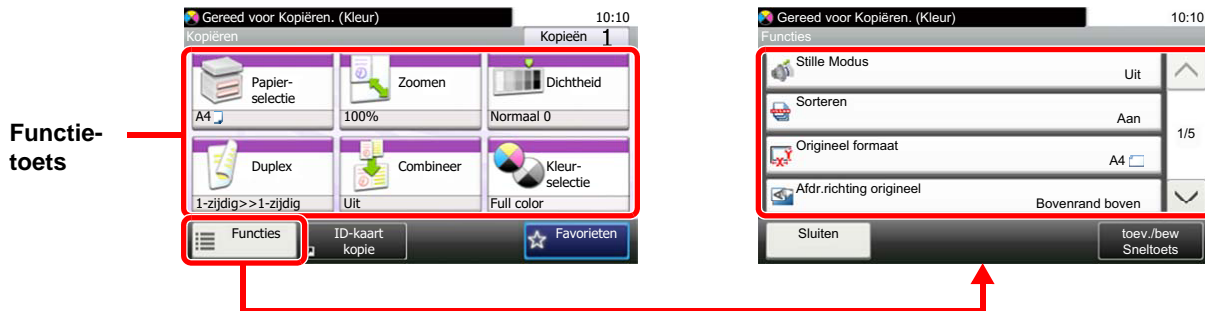 Functie-
toets
Gereed voor Kopiëren. (Kleur)
10:10
Kopiëren
Kopieën 1
Papier-
selectie
A4
Zoomen
100%
Dichtheid
Normaal 0
Duplex
1-zijdig>>1-zijdig
Combineer
Uit
Kleur-
selectie
Full color
Functies
ID-kaart
kopie
Favorieten
Gereed voor Kopiëren. (Kleur)
10:10
Functies
Stille Modus
Uit
Sorteren
Aan
1/5
Origineel formaat
A4
Afdr.richting origineel
Bovenrand boven
Sluiten
toev./bew
Sneltoets